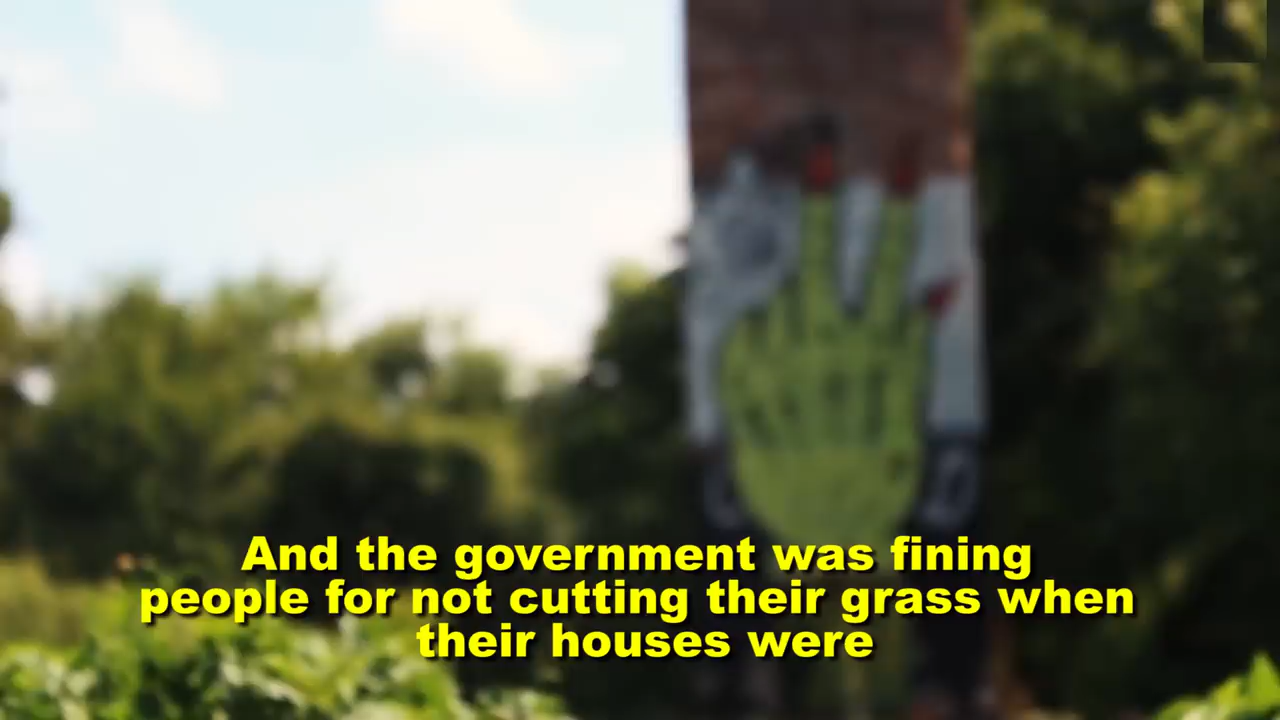 And the government was fining
people for not cutting their grass when
their houses were